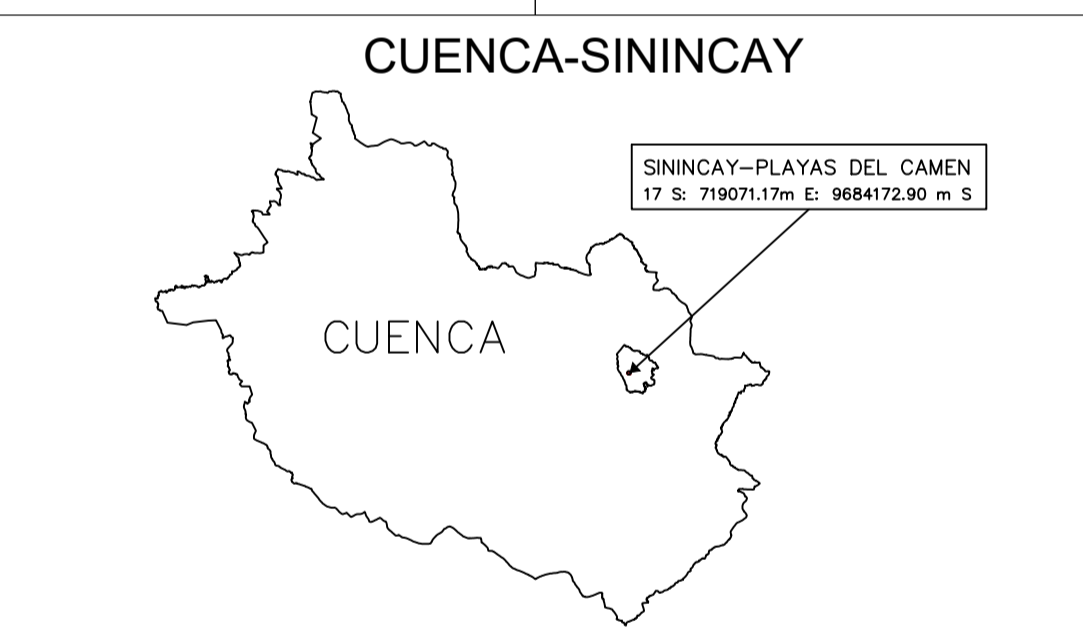 CUENCA-SININCAY
SININCAY-PLAYAS DEL CAMEN
17 S: 719071.17m E: 9684172.90 m S
CUENCA